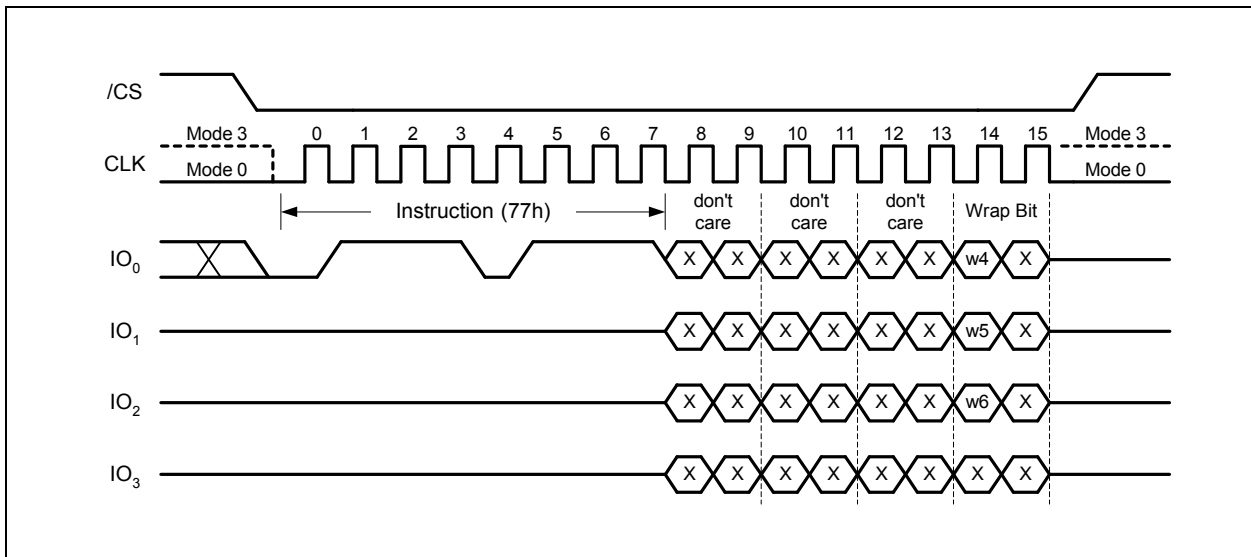 /CS
Mode 3 0 1 2 3 4 5 6 7 8 9 10 11 12 13 14 15 Mode 3
CLK
Mode 0 Mode 0
Instruction (77h) don't care don't care don't care Wrap Bit
IO0 X X X X X X w4 X
IO1 X X X X X X w5 X
IO2 X X X X X X w6 X
IO3 X X X X X X X X